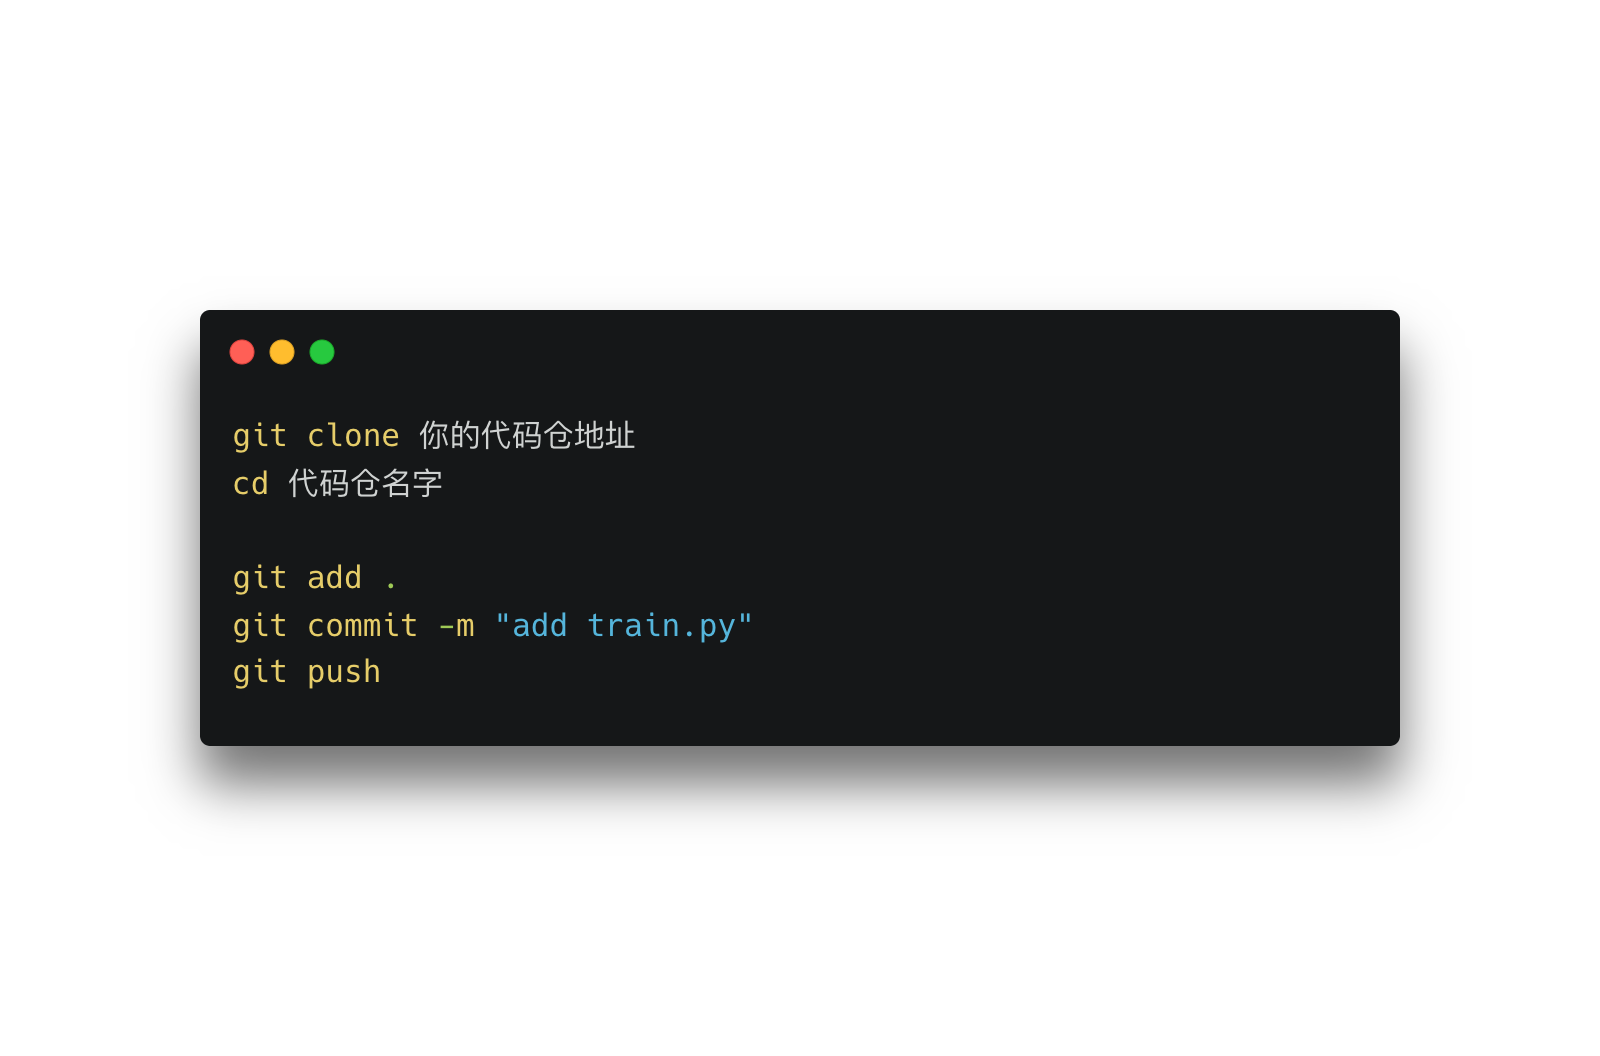 git clone 你的代码仓地址
cd 代码仓名字
git add .
git commit -m "add train.py"
git push